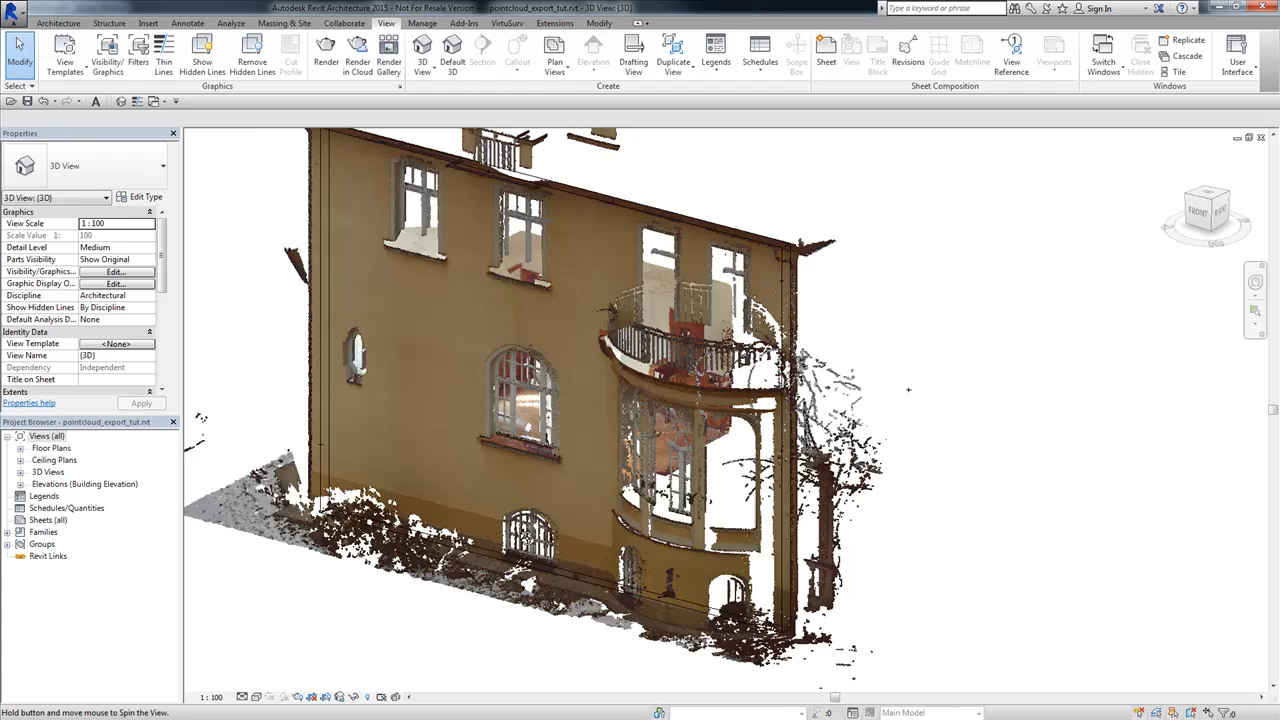 Autodesk Revit Architecture 2015 - Not For Resale Version - pointcloud_export_tut.rvt - 3D View: {3D}
Type a keyword or phrase
Sign In
Architecture Structure Insert Annotate Analyze Massing & Site Collaborate View Manage Add-Ins VirtuSurv Extensions Modify
Modify
View Templates
Visibility/ Graphics
Filters
Thin Lines
Show Hidden Lines
Remove Hidden Lines
Cut Profile
Render
Render in Cloud
Render Gallery
3D View
Default 3D
Section
Callout
Plan Views
Elevation
Drafting View
Duplicate View
Legends
Schedules
Scope Box
Sheet
View
Title Block
Revisions
Guide Grid
Matchline
View Reference
Viewports
Switch Windows
Close Hidden
Replicate
Cascade
Tile
User Interface
Select
Graphics
Create
Sheet Composition
Windows
Properties
3D View
3D View: {3D}
Edit Type
Graphics
View Scale 1 : 100
Scale Value 1: 100
Detail Level Medium
Parts Visibility Show Original
Visibility/Graphics... Edit...
Graphic Display O... Edit...
Discipline Architectural
Show Hidden Lines By Discipline
Default Analysis D... None
Identity Data
View Template <None>
View Name {3D}
Dependency Independent
Title on Sheet
Extents
Properties help
Apply
Project Browser - pointcloud_export_tut.rvt
Views (all)
Floor Plans
Ceiling Plans
3D Views
Elevations (Building Elevation)
Legends
Schedules/Quantities
Sheets (all)
Families
Groups
Revit Links
FRONT
1 : 100
Hold button and move mouse to Spin the View.
:0
Main Model
:0